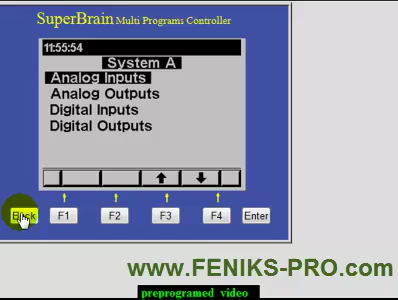 SuperBrain Multi Programs Controller
11:55:54
System A
Analog Inputs
Analog Outputs
Digital Inputs
Digital Outputs
Back F1 F2 F3 F4 Enter
www.FENIKS-PRO.com
preprogramed video